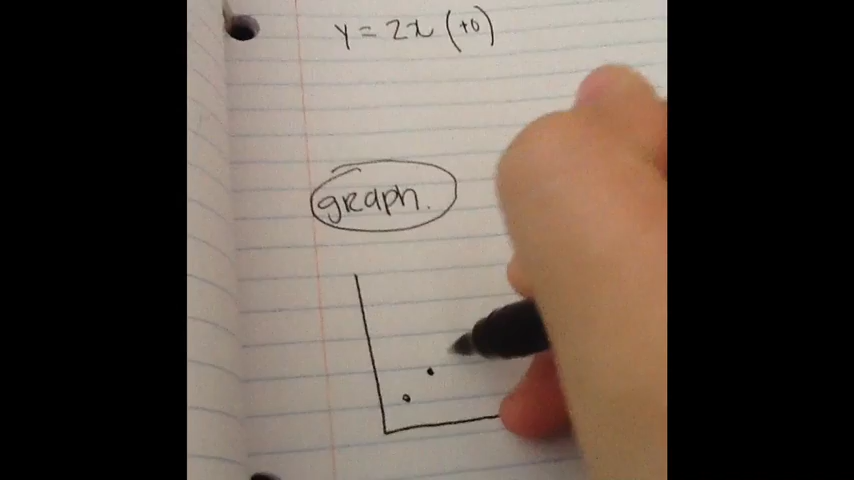 y = 2x (+0)
graph.